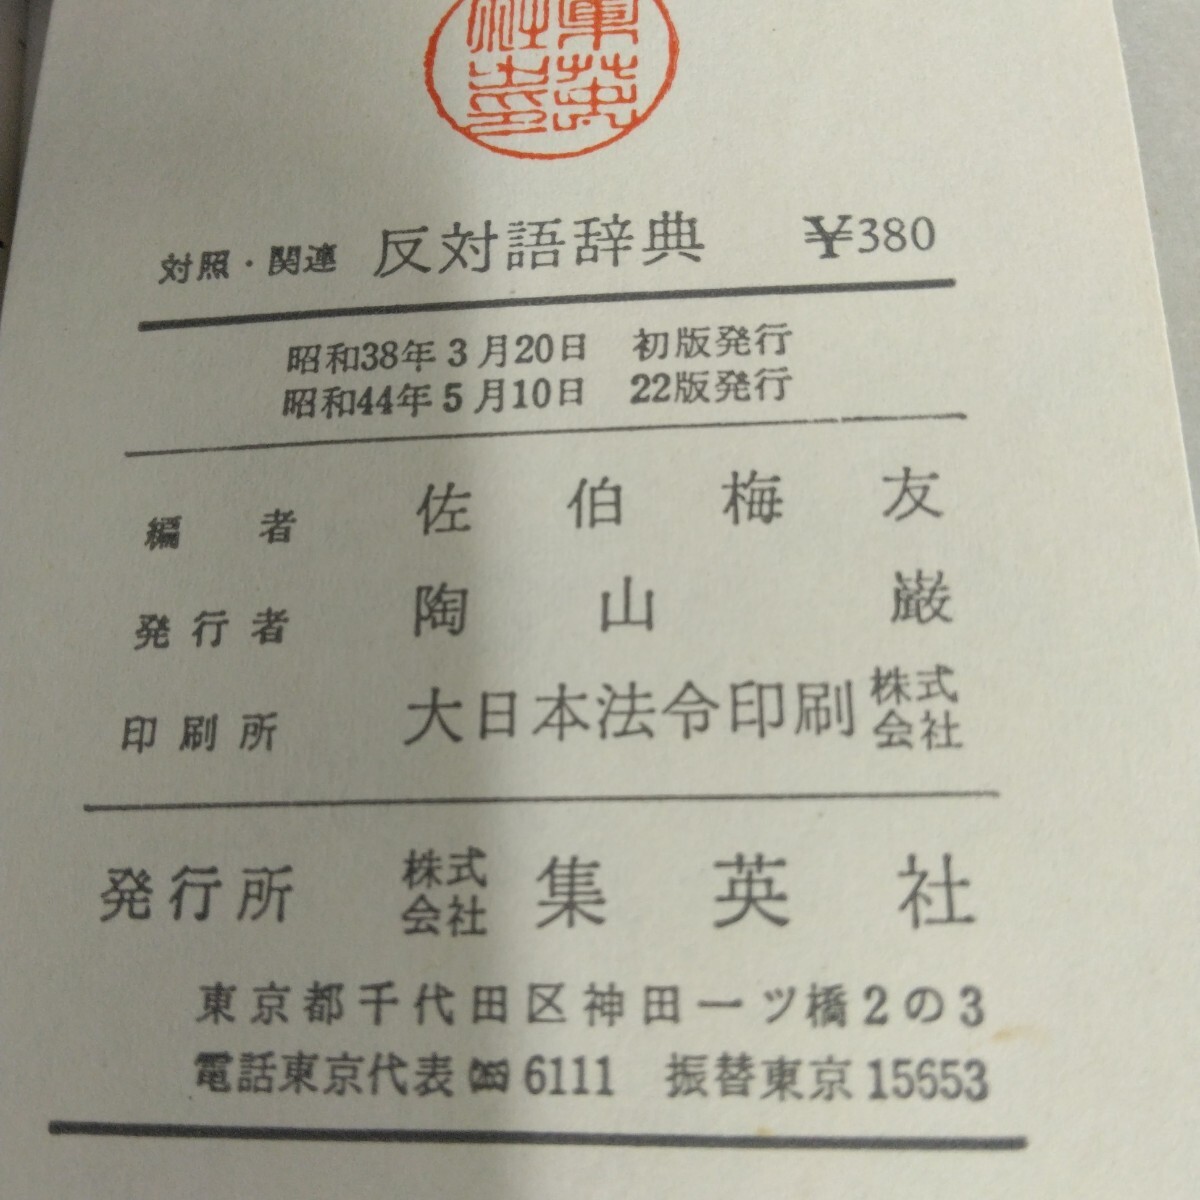 集英
社之印
対照・関連 反対語辞典 ￥380
昭和38年3月20日 初版発行
昭和44年5月10日 22版発行
編者 佐伯梅友
発行者 陶山巌
印刷所 大日本法令印刷株式会社
発行所 株式会社 集英社
東京都千代田区神田一ツ橋2の3
電話東京代表 6111 振替東京15653